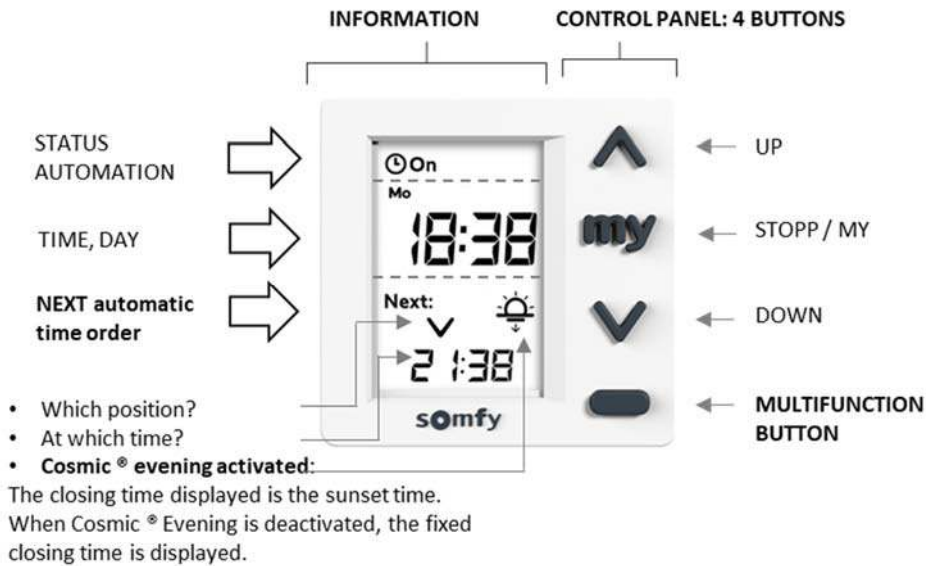 INFORMATION
CONTROL PANEL: 4 BUTTONS
STATUS
AUTOMATION
On
UP
Mo
18:38
my
TIME, DAY
STOPP / MY
NEXT automatic
time order
Next:
DOWN
21:38
• Which position?
• At which time?
somfy
MULTIFUNCTION
BUTTON
• Cosmic ® evening activated:
The closing time displayed is the sunset time.
When Cosmic ® Evening is deactivated, the fixed
closing time is displayed.